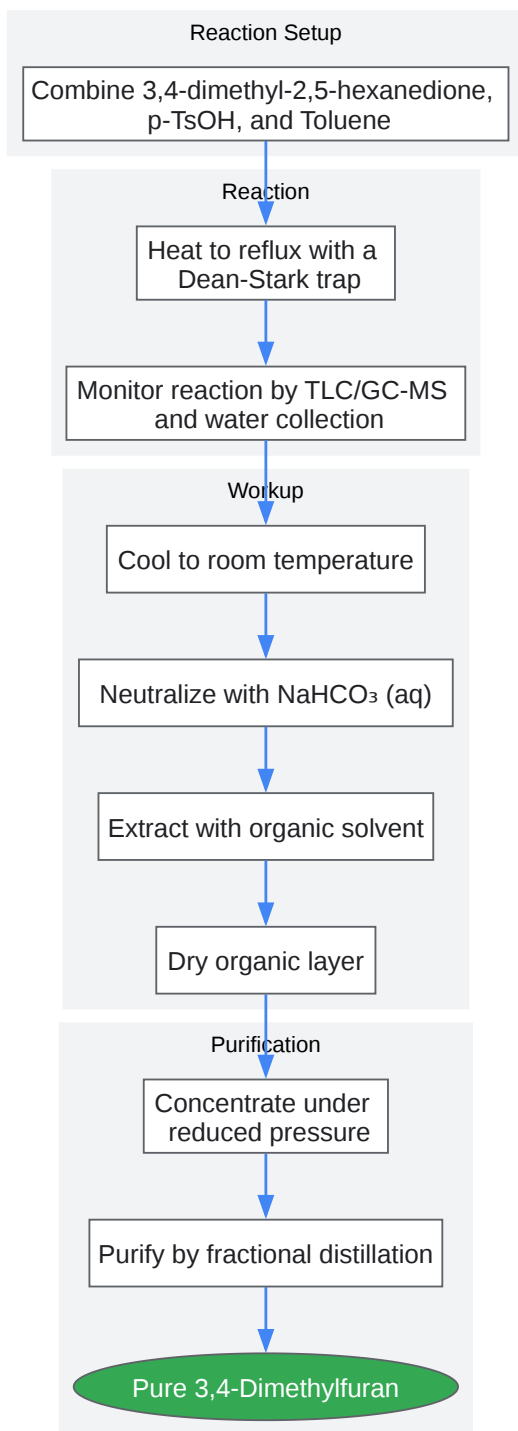 Reaction Setup
Combine 3,4-dimethyl-2,5-hexanedione,
p-TsOH, and Toluene
Reaction
Heat to reflux with a
Dean-Stark trap
Monitor reaction by TLC/GC-MS
and water collection
Workup
Cool to room temperature
Neutralize with NaHCO₃ (aq)
Extract with organic solvent
Dry organic layer
Purification
Concentrate under
reduced pressure
Purify by fractional distillation
Pure 3,4-Dimethylfuran